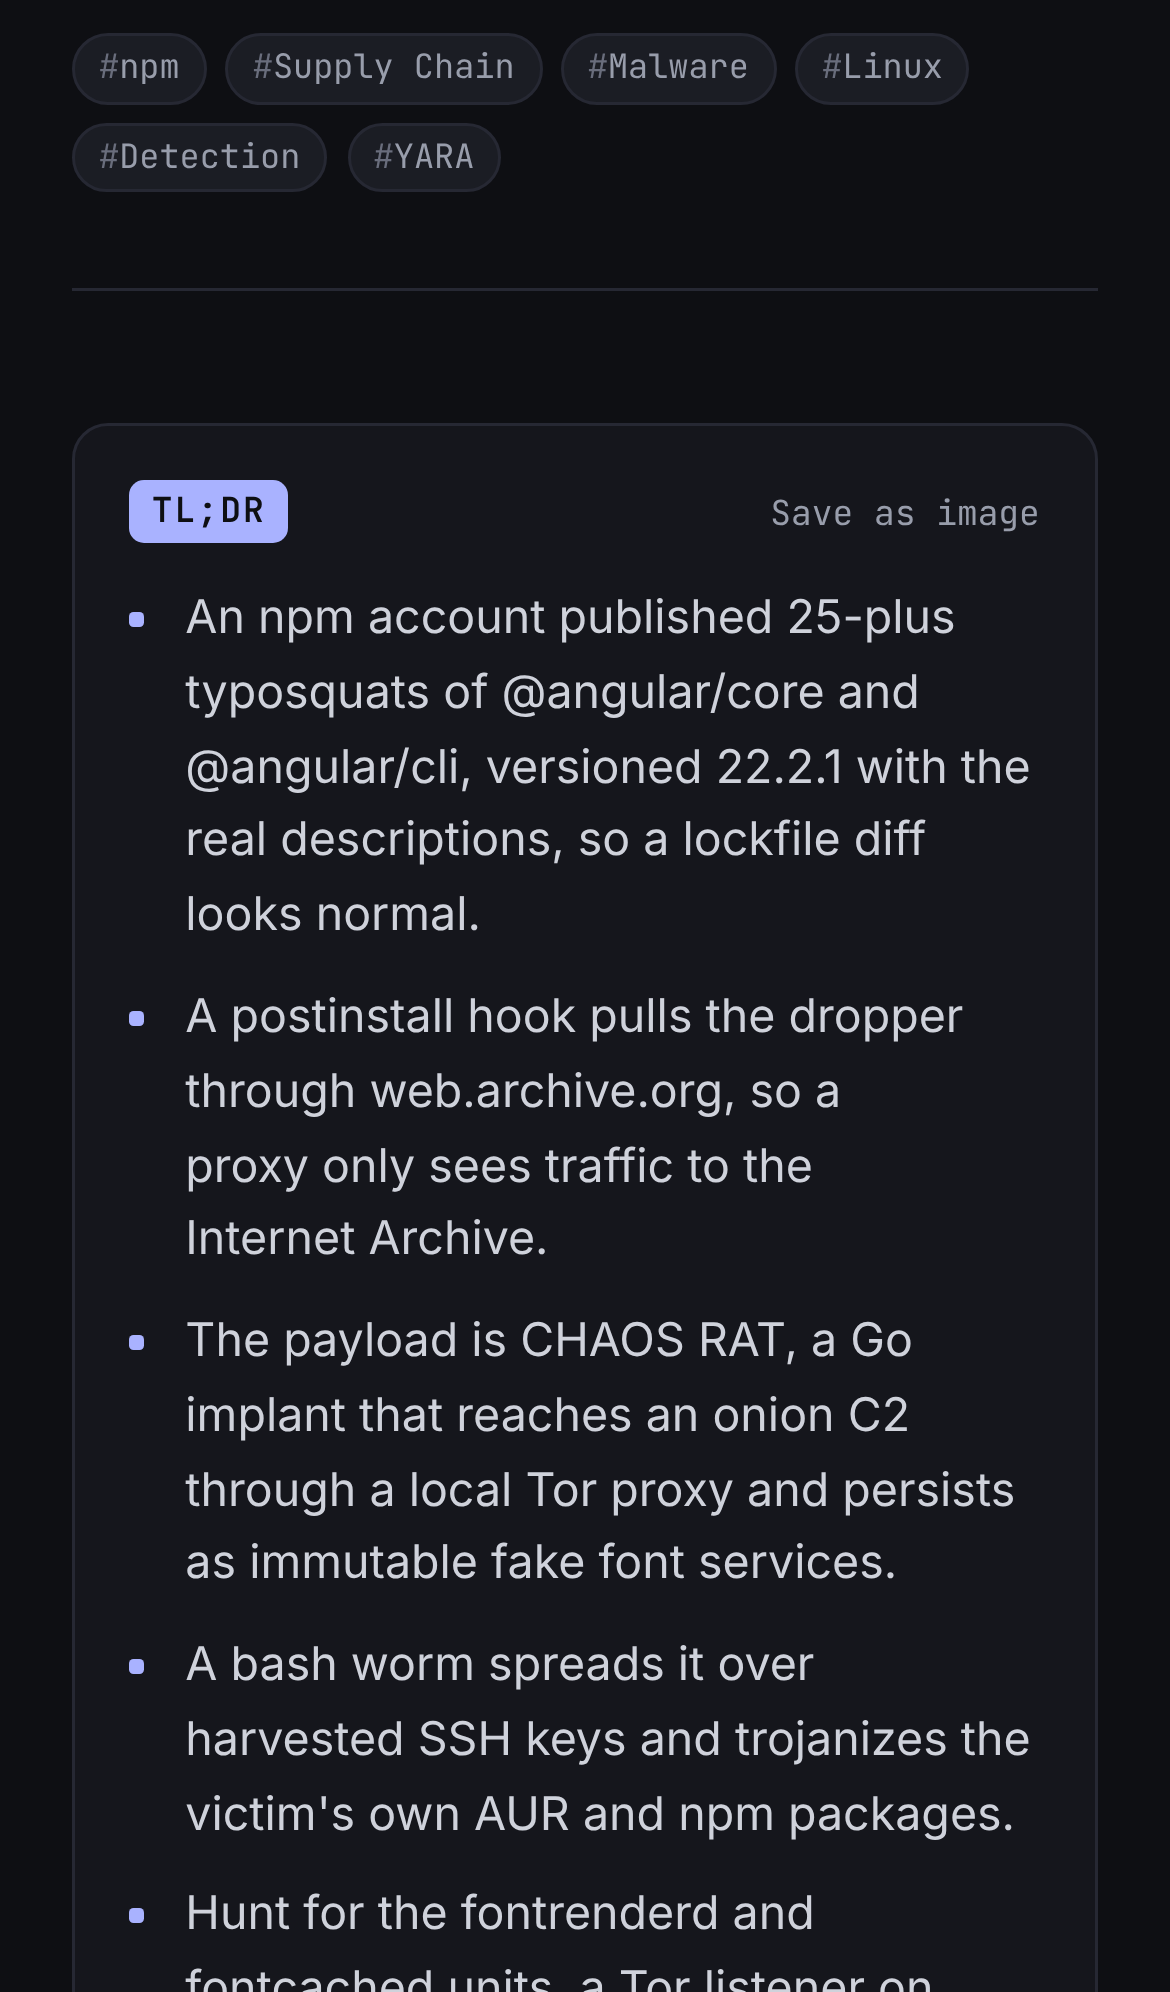 #npm #Supply Chain #Malware #Linux
#Detection #YARA
TL;DR Save as image
An npm account published 25-plus
typosquats of @angular/core and
@angular/cli, versioned 22.2.1 with the
real descriptions, so a lockfile diff
looks normal.
A postinstall hook pulls the dropper
through web.archive.org, so a
proxy only sees traffic to the
Internet Archive.
The payload is CHAOS RAT, a Go
implant that reaches an onion C2
through a local Tor proxy and persists
as immutable fake font services.
A bash worm spreads it over
harvested SSH keys and trojanizes the
victim's own AUR and npm packages.
Hunt for the fontrenderd and
fontcached units, a Tor listener on